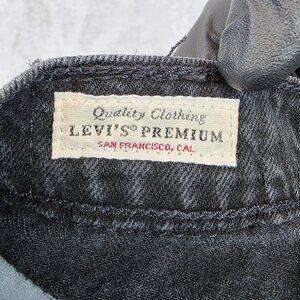 Quality Clothing
LEVI'S® PREMIUM
SAN FRANCISCO, CAL.